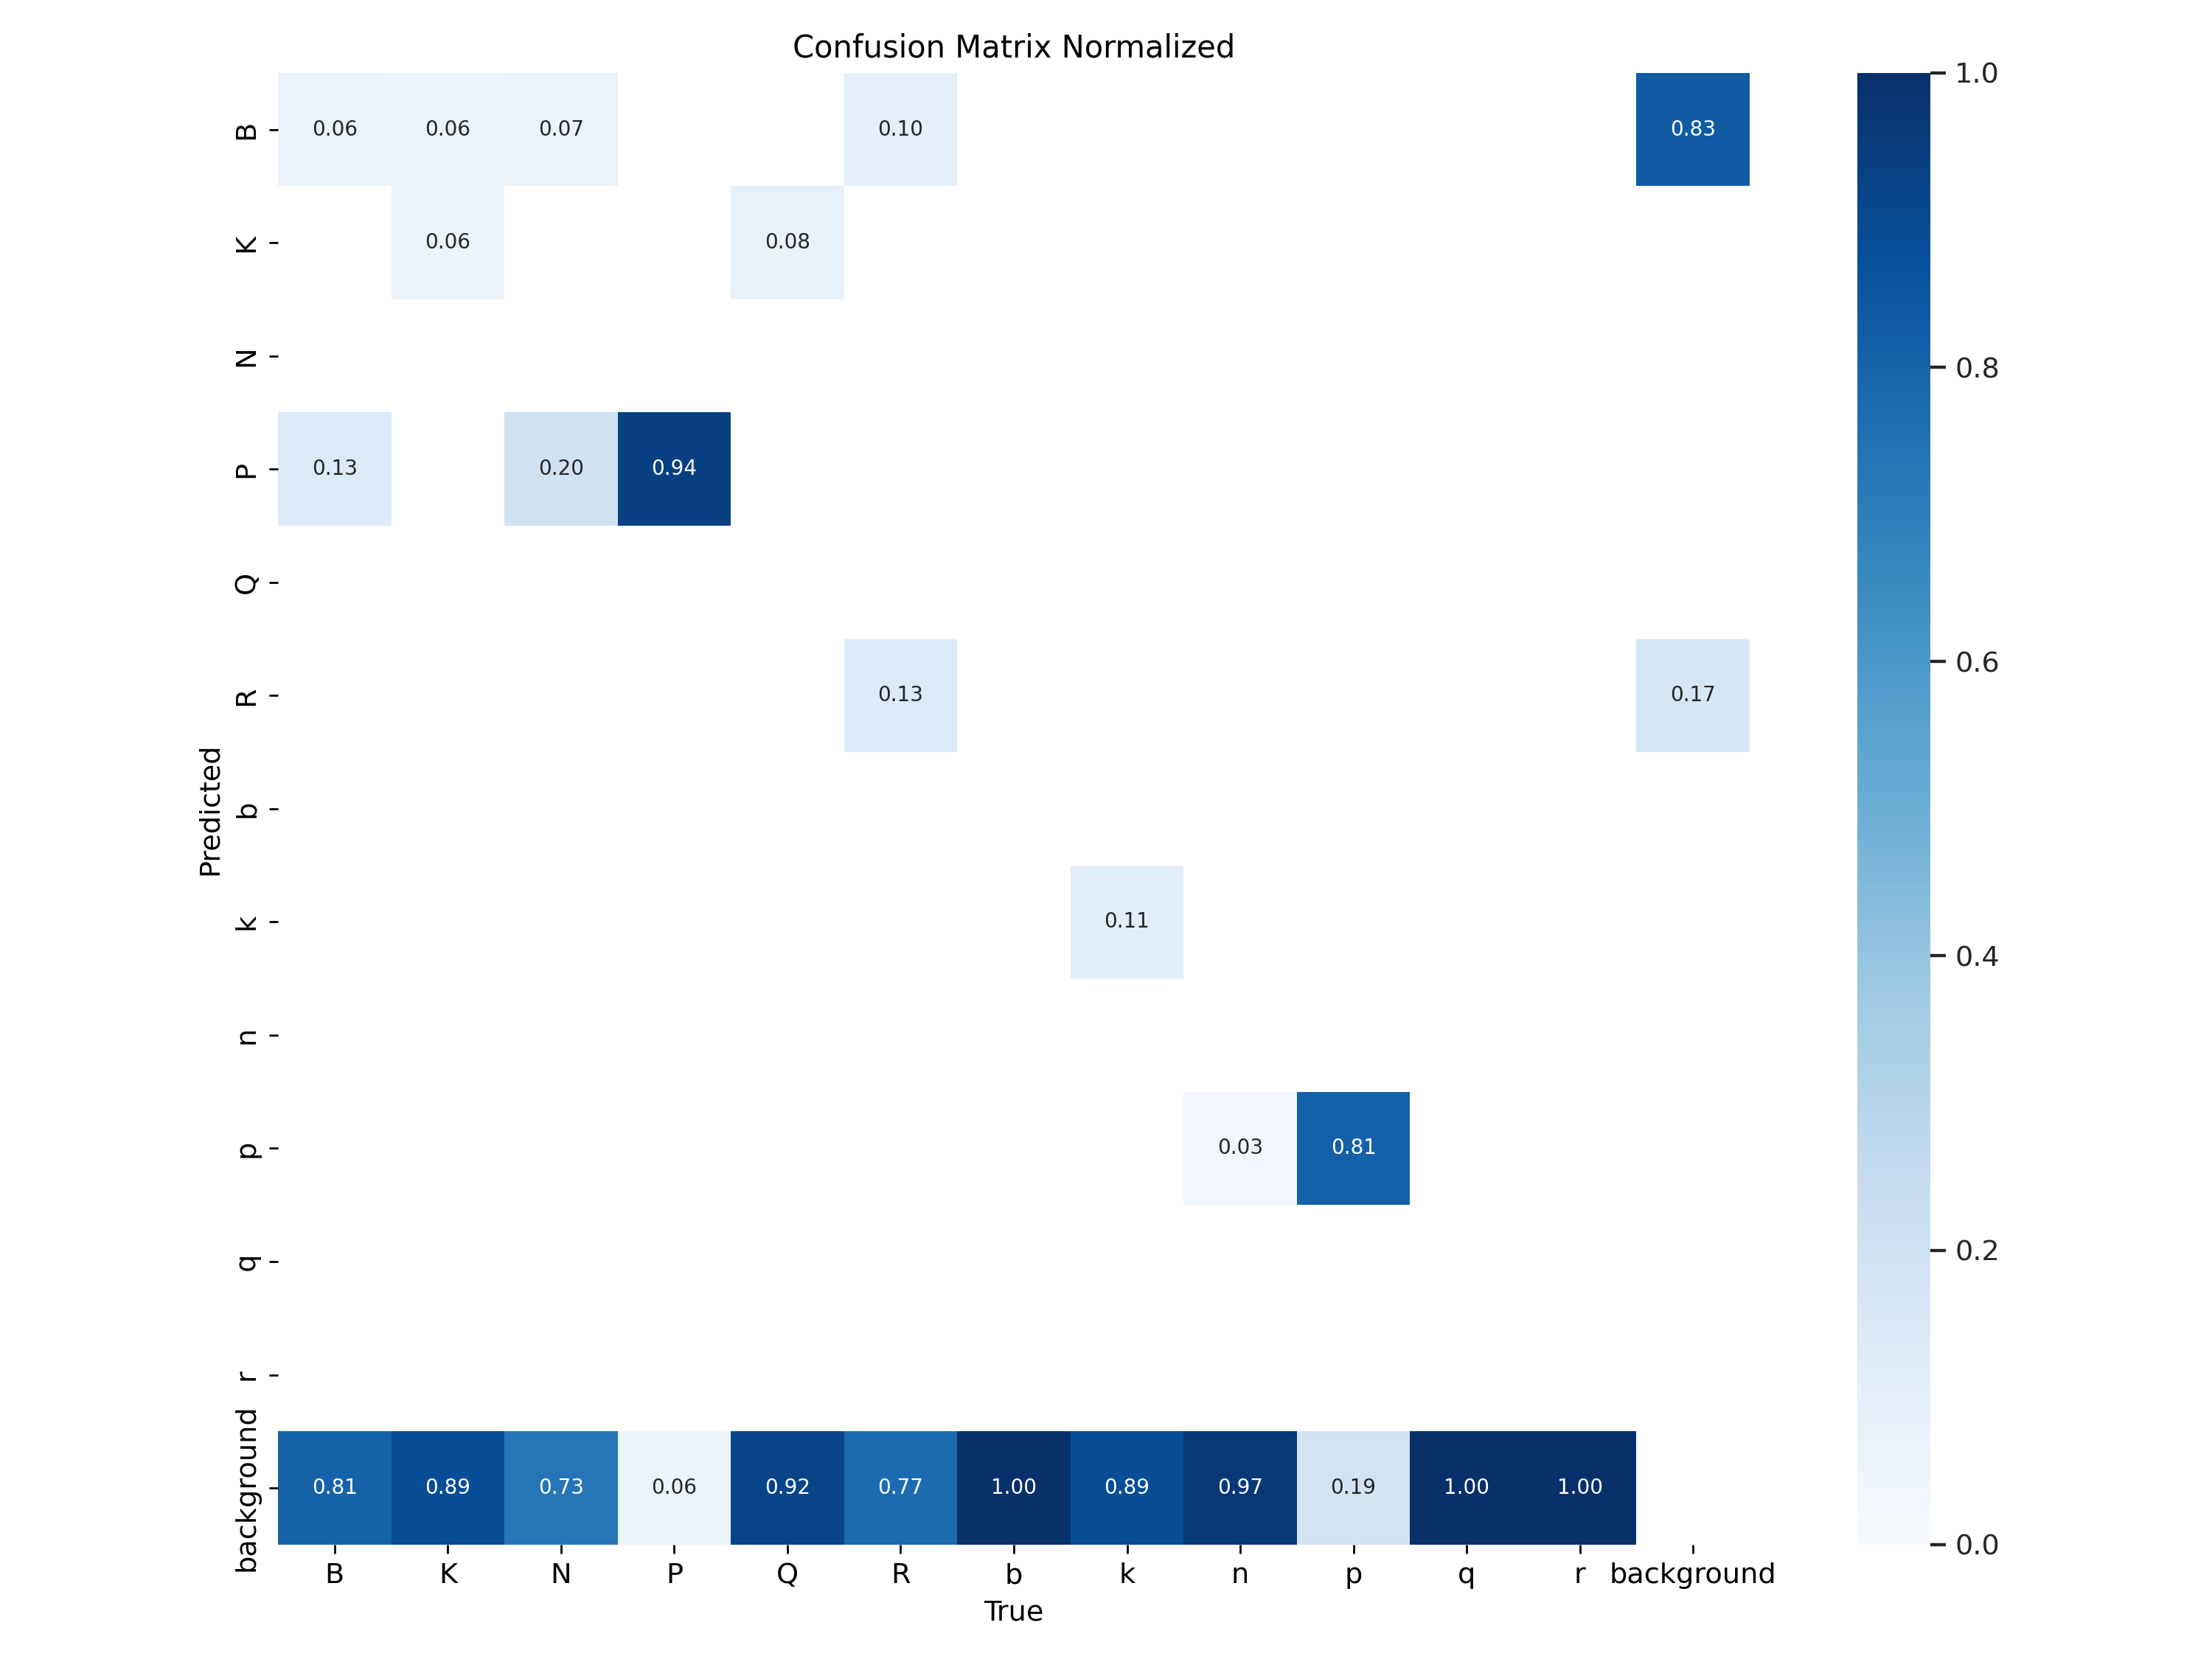 Confusion Matrix Normalized
B 0.06 0.06 0.07 0.10 0.83
K 0.06 0.08
N
P 0.13 0.20 0.94
Q
R 0.13 0.17
b
k 0.11
n
p 0.03 0.81
q
r
background 0.81 0.89 0.73 0.06 0.92 0.77 1.00 0.89 0.97 0.19 1.00 1.00
B K N P Q R b k n p q r background
True
Predicted
1.0
0.8
0.6
0.4
0.2
0.0